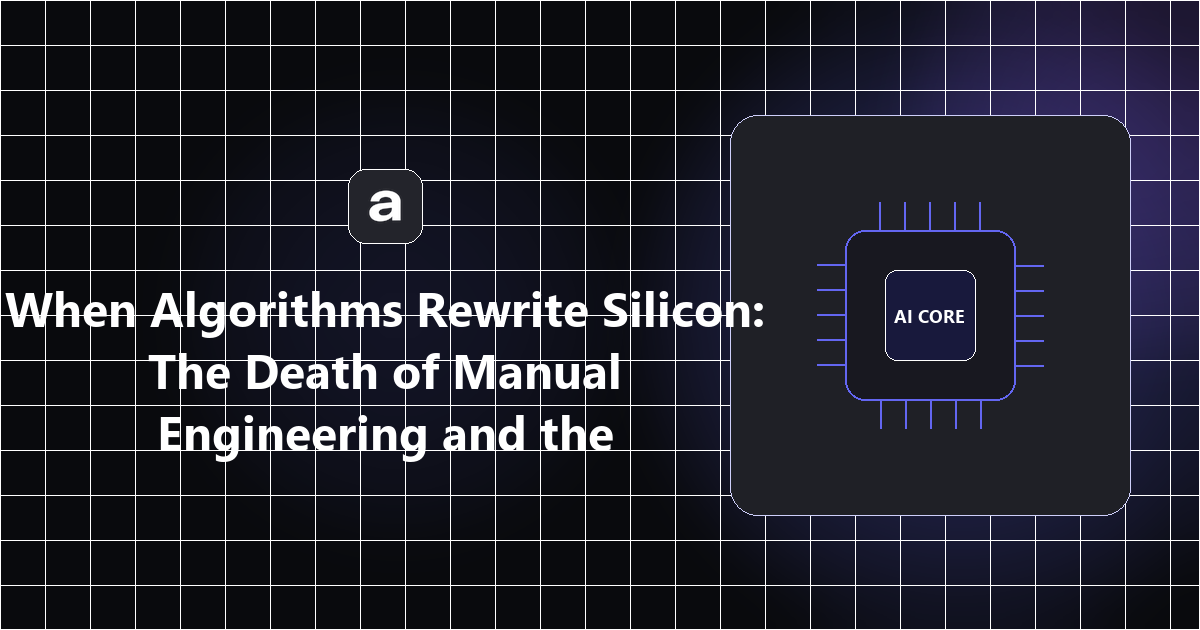 a
When Algorithms Rewrite Silicon:
The Death of Manual
Engineering and the
AI CORE